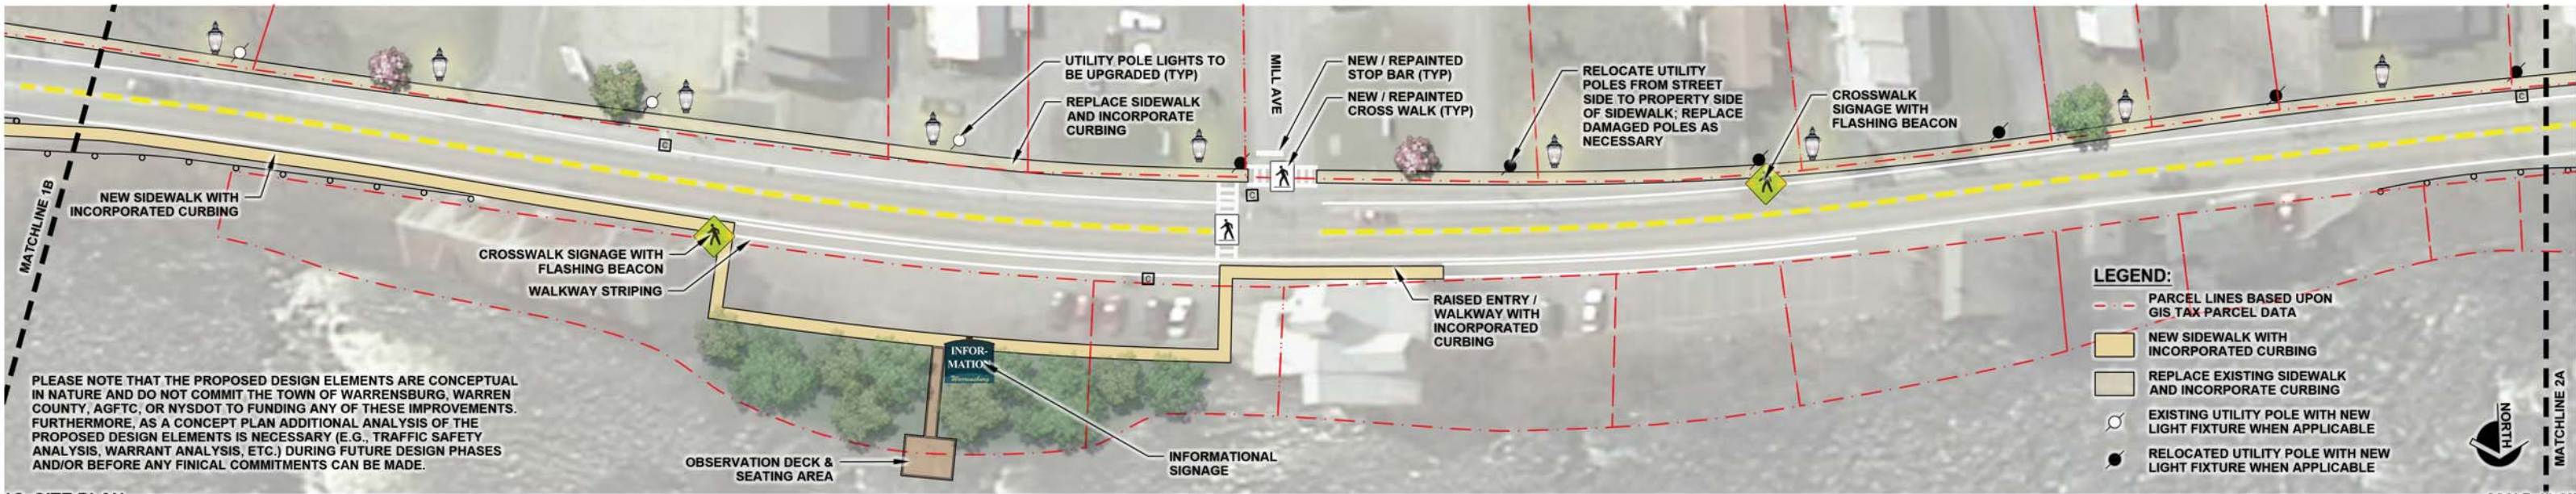 MATCHLINE 1B
NEW SIDEWALK WITH
INCORPORATED CURBING
CROSSWALK SIGNAGE WITH
FLASHING BEACON
WALKWAY STRIPING
UTILITY POLE LIGHTS TO
BE UPGRADED (TYP)
REPLACE SIDEWALK
AND INCORPORATE
CURBING
MILL AVE
NEW / REPAINTED
STOP BAR (TYP)
NEW / REPAINTED
CROSS WALK (TYP)
RELOCATE UTILITY
POLES FROM STREET
SIDE TO PROPERTY SIDE
OF SIDEWALK; REPLACE
DAMAGED POLES AS
NECESSARY
CROSSWALK
SIGNAGE WITH
FLASHING BEACON
C
C
C
C
RAISED ENTRY /
WALKWAY WITH
INCORPORATED
CURBING
INFOR-
MATION
Warrensburg
INFORMATIONAL
SIGNAGE
OBSERVATION DECK &
SEATING AREA
PLEASE NOTE THAT THE PROPOSED DESIGN ELEMENTS ARE CONCEPTUAL
IN NATURE AND DO NOT COMMIT THE TOWN OF WARRENSBURG, WARREN
COUNTY, AGFTC, OR NYSDOT TO FUNDING ANY OF THESE IMPROVEMENTS.
FURTHERMORE, AS A CONCEPT PLAN ADDITIONAL ANALYSIS OF THE
PROPOSED DESIGN ELEMENTS IS NECESSARY (E.G., TRAFFIC SAFETY
ANALYSIS, WARRANT ANALYSIS, ETC.) DURING FUTURE DESIGN PHASES
AND/OR BEFORE ANY FINICAL COMMITMENTS CAN BE MADE.
LEGEND:
PARCEL LINES BASED UPON
GIS TAX PARCEL DATA
NEW SIDEWALK WITH
INCORPORATED CURBING
REPLACE EXISTING SIDEWALK
AND INCORPORATE CURBING
EXISTING UTILITY POLE WITH NEW
LIGHT FIXTURE WHEN APPLICABLE
RELOCATED UTILITY POLE WITH NEW
LIGHT FIXTURE WHEN APPLICABLE
NORTH
MATCHLINE 2A